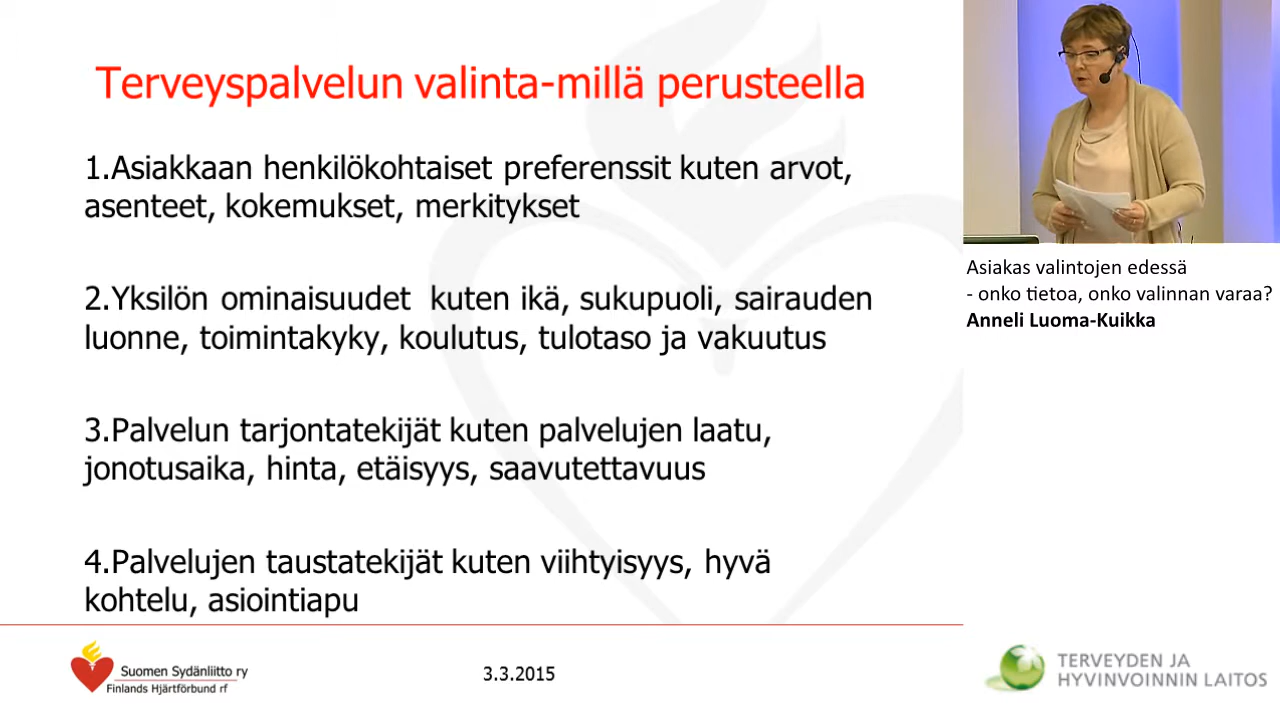 Terveyspalvelun valinta-millä perusteella
1.Asiakkaan henkilökohtaiset preferenssit kuten arvot,
asenteet, kokemukset, merkitykset
2.Yksilön ominaisuudet kuten ikä, sukupuoli, sairauden
luonne, toimintakyky, koulutus, tulotaso ja vakuutus
3.Palvelun tarjontatekijät kuten palvelujen laatu,
jonotusaika, hinta, etäisyys, saavutettavuus
4.Palvelujen taustatekijät kuten viihtyisyys, hyvä
kohtelu, asiointiapu
Suomen Sydänliitto ry
Finlands Hjärtförbund rf
3.3.2015
Asiakas valintojen edessä
- onko tietoa, onko valinnan varaa?
Anneli Luoma-Kuikka
TERVEYDEN JA
HYVINVOINNIN LAITOS